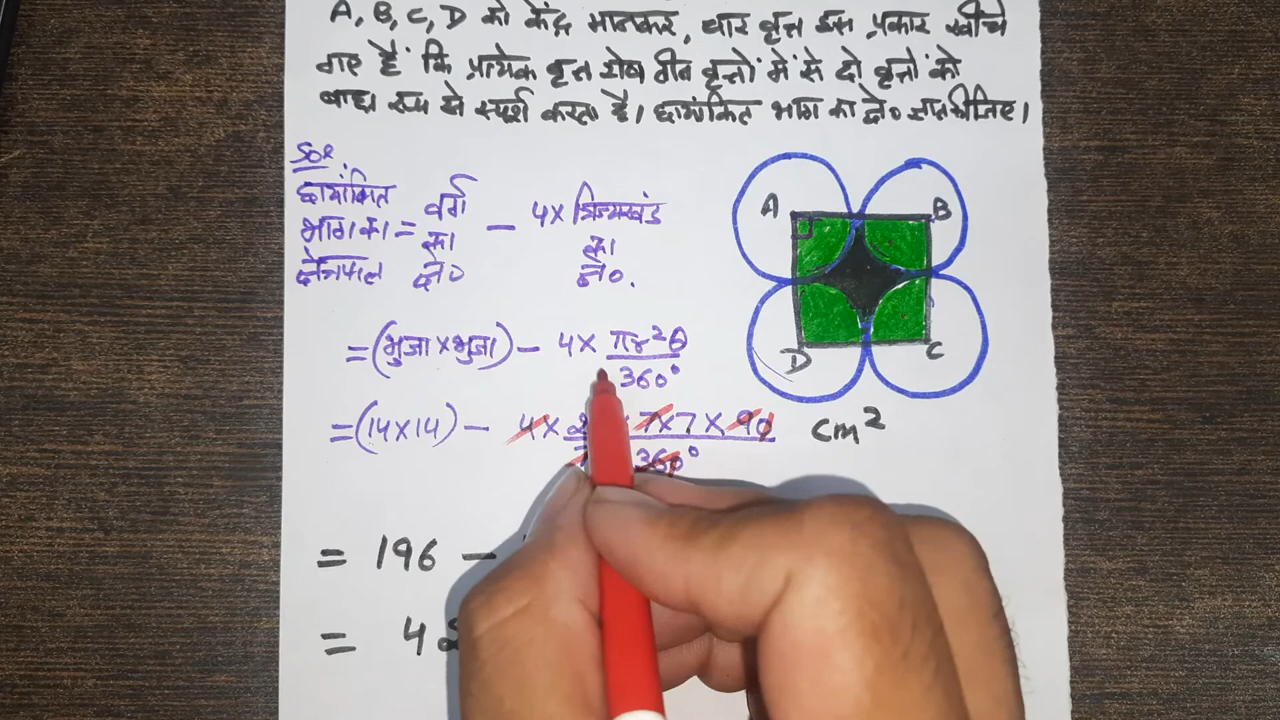 A, B, C, D को केंद्र मानकर, चार वृत्त इस प्रकार खींचे
गए हैं कि प्रत्येक वृत्त शेष तीन वृत्तों में से दो वृत्तों को
बाह्य रूप से स्पर्श करता है। छायांकित भाग का क्षे० ज्ञात कीजिए।
Sol.
छायांकित भाग का क्षेत्रफल = वर्ग का क्षे० - 4× त्रिज्यखंड का क्षे०.
= (भुजा × भुजा) - 4× πr²θ
360°
= (14×14) - 4× 7×7×90 cm²
360°
= 196 -
= 4
A
B
D
C